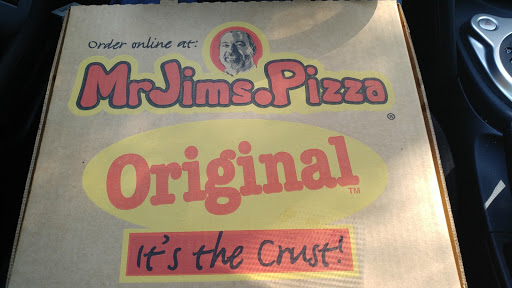 Order online at:
MrJims.Pizza
®
Original
TM
It's the Crust!